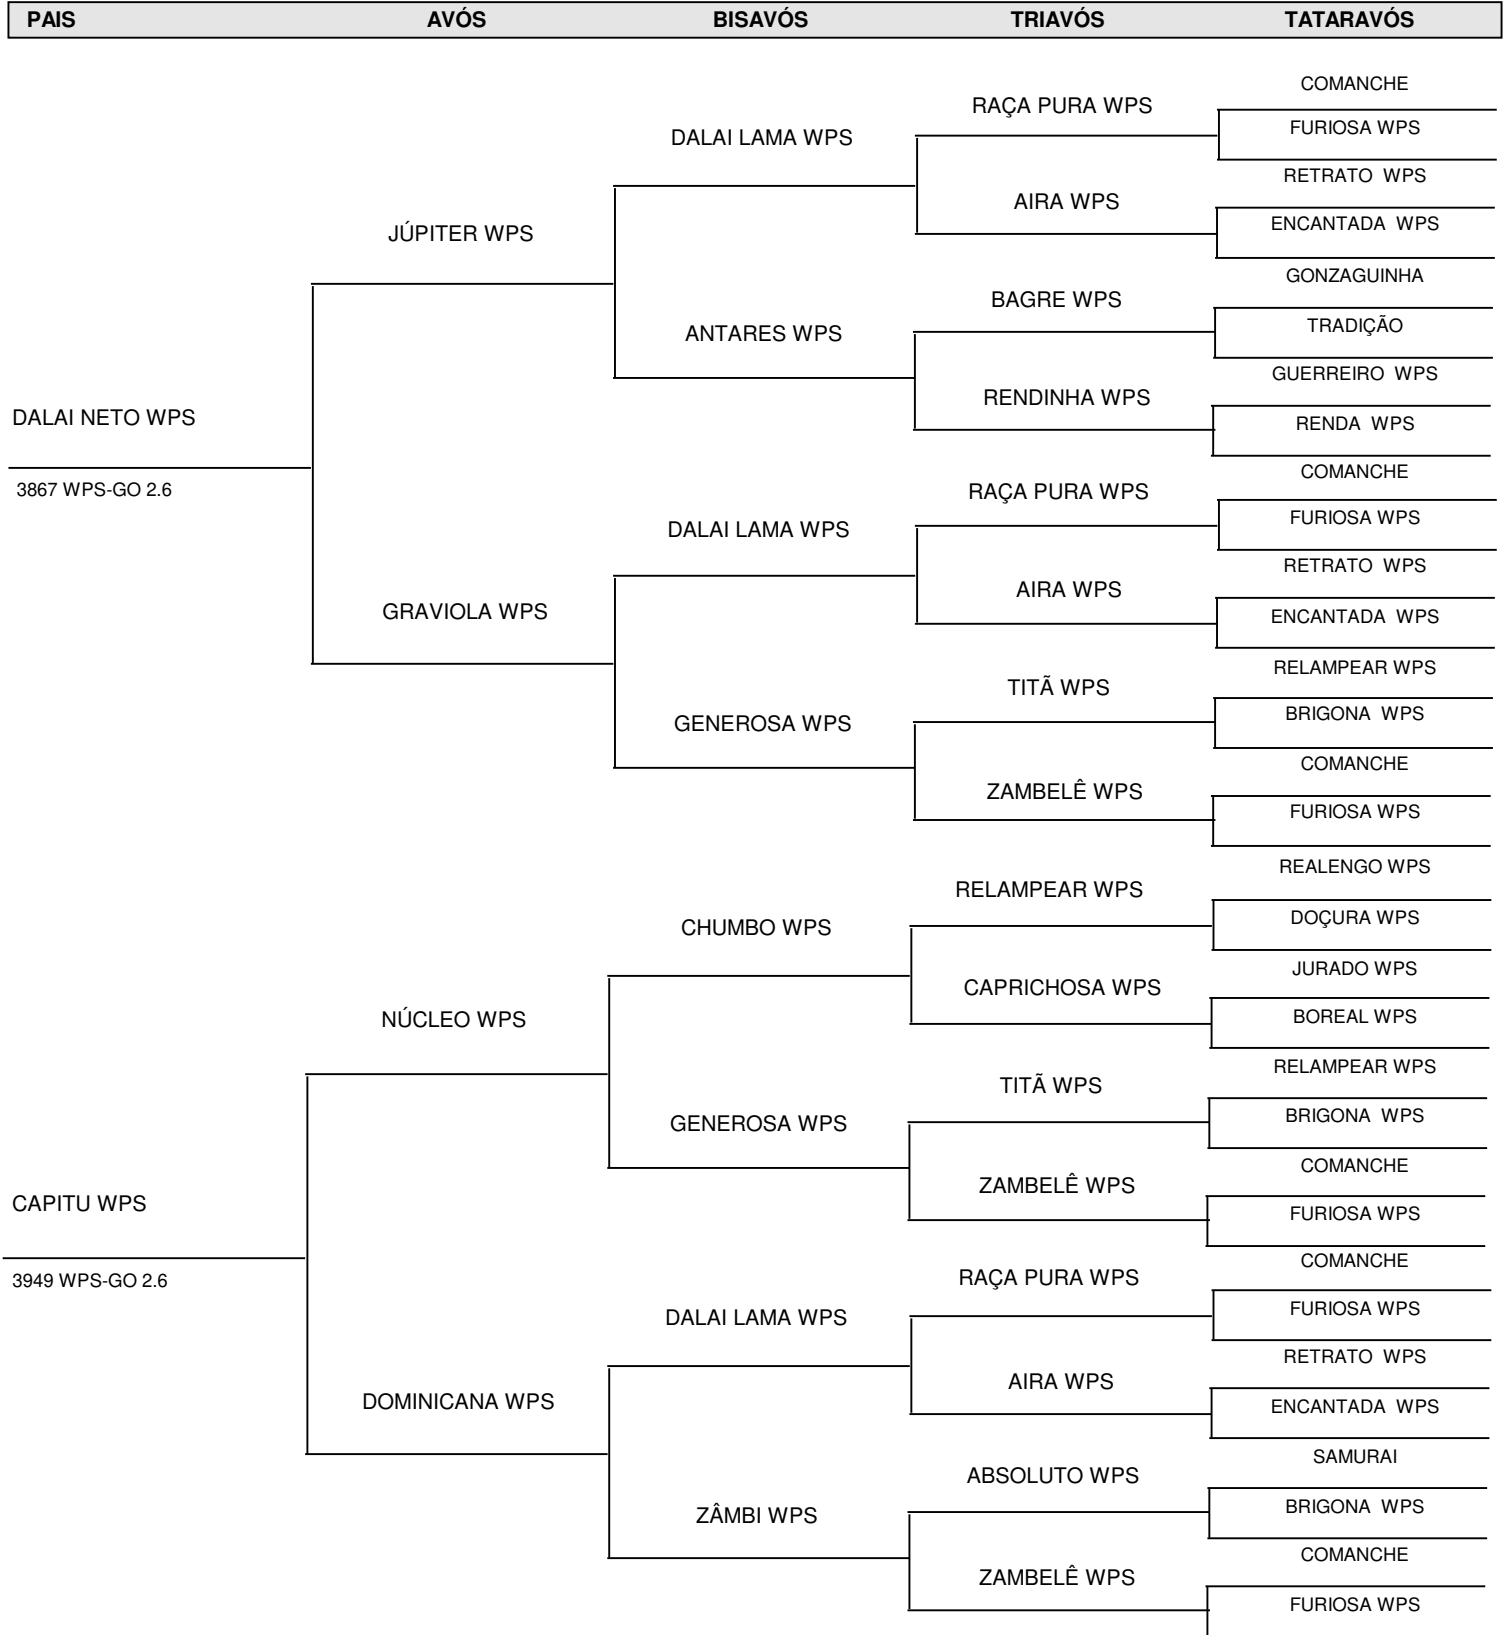 PAIS AVÓS BISAVÓS TRIAVÓS TATARAVÓS
COMANCHE
RAÇA PURA WPS
FURIOSA WPS
DALAI LAMA WPS
RETRATO WPS
AIRA WPS
ENCANTADA WPS
JÚPITER WPS
GONZAGUINHA
BAGRE WPS
TRADIÇÃO
ANTARES WPS
GUERREIRO WPS
RENDINHA WPS
RENDA WPS
DALAI NETO WPS
3867 WPS-GO 2.6
COMANCHE
RAÇA PURA WPS
FURIOSA WPS
DALAI LAMA WPS
RETRATO WPS
AIRA WPS
ENCANTADA WPS
GRAVIOLA WPS
RELAMPEAR WPS
TITÃ WPS
BRIGONA WPS
GENEROSA WPS
COMANCHE
ZAMBELÊ WPS
FURIOSA WPS
REALENGO WPS
RELAMPEAR WPS
DOÇURA WPS
CHUMBO WPS
JURADO WPS
CAPRICHOSA WPS
BOREAL WPS
NÚCLEO WPS
RELAMPEAR WPS
TITÃ WPS
BRIGONA WPS
GENEROSA WPS
COMANCHE
ZAMBELÊ WPS
FURIOSA WPS
CAPITU WPS
3949 WPS-GO 2.6
COMANCHE
RAÇA PURA WPS
FURIOSA WPS
DALAI LAMA WPS
RETRATO WPS
AIRA WPS
ENCANTADA WPS
DOMINICANA WPS
SAMURAI
ABSOLUTO WPS
BRIGONA WPS
ZÂMBI WPS
COMANCHE
ZAMBELÊ WPS
FURIOSA WPS